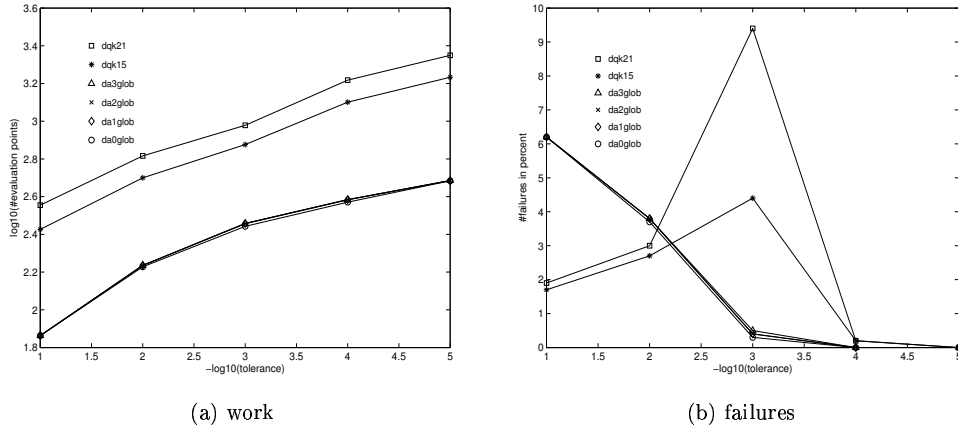 3.6
3.4
3.2
3
2.8
2.6
2.4
2.2
2
1.8
log10(#evaluation points)
dqk21
dqk15
da3glob
da2glob
da1glob
da0glob
1 1.5 2 2.5 3 3.5 4 4.5 5
−log10(tolerance)
(a) work
10
9
8
7
6
5
4
3
2
1
0
#failures in percent
dqk21
dqk15
da3glob
da2glob
da1glob
da0glob
1 1.5 2 2.5 3 3.5 4 4.5 5
−log10(tolerance)
(b) failures